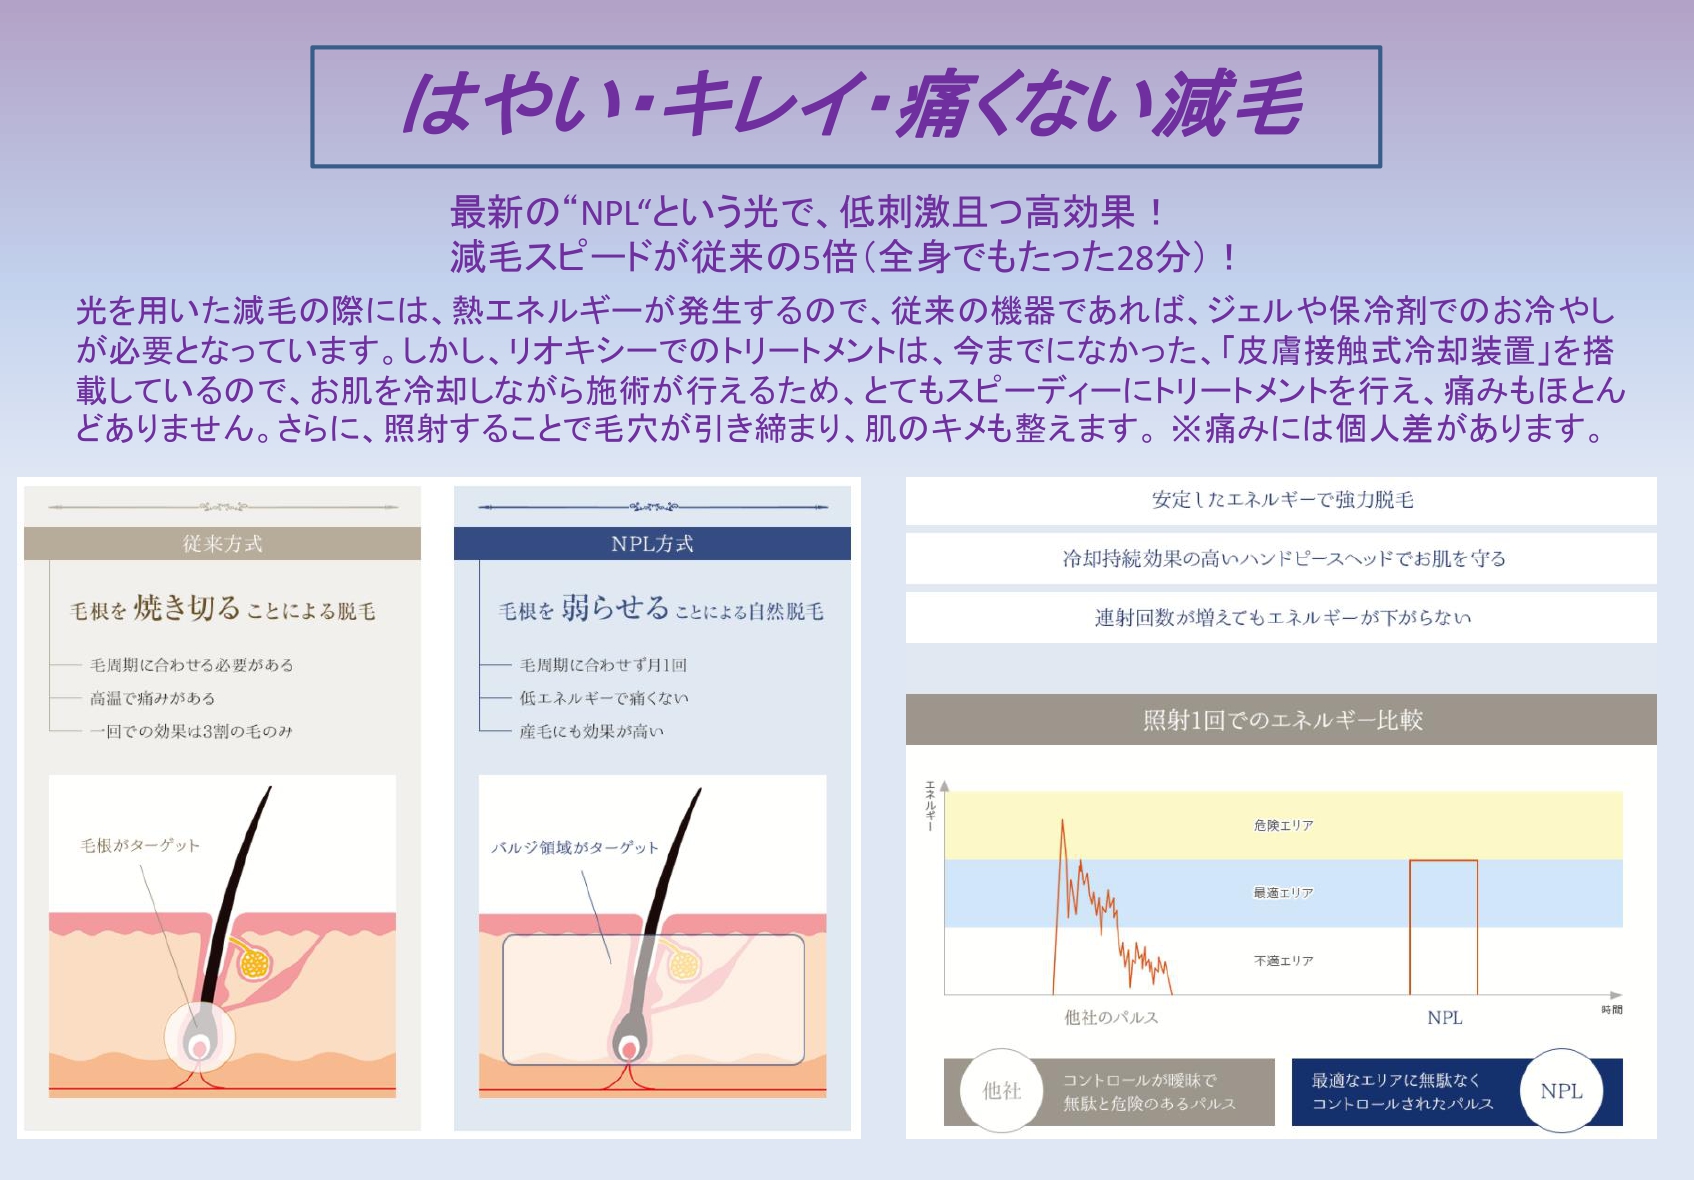 はやい・キレイ・痛くない減毛
最新の“NPL“という光で、低刺激且つ高効果！
減毛スピードが従来の5倍（全身でもたった28分）！
光を用いた減毛の際には、熱エネルギーが発生するので、従来の機器であれば、ジェルや保冷剤でのお冷やし
が必要となっています。しかし、リオキシーでのトリートメントは、今までになかった、「皮膚接触式冷却装置」を搭
載しているので、お肌を冷却しながら施術が行えるため、とてもスピーディーにトリートメントを行え、痛みもほとん
どありません。さらに、照射することで毛穴が引き締まり、肌のキメも整えます。※痛みには個人差があります。
従来方式
毛根を 焼き切る ことによる脱毛
毛周期に合わせる必要がある
高温で痛みがある
一回での効果は3割の毛のみ
毛根がターゲット
NPL方式
毛根を 弱らせる ことによる自然脱毛
毛周期に合わせず月1回
低エネルギーで痛くない
産毛にも効果が高い
バルジ領域がターゲット
安定したエネルギーで強力脱毛
冷却持続効果の高いハンドピースヘッドでお肌を守る
連射回数が増えてもエネルギーが下がらない
照射1回でのエネルギー比較
エネルギー
危険エリア
最適エリア
不適エリア
時間
他社のパルス
NPL
他社
コントロールが曖昧で
無駄と危険のあるパルス
最適なエリアに無駄なく
コントロールされたパルス
NPL